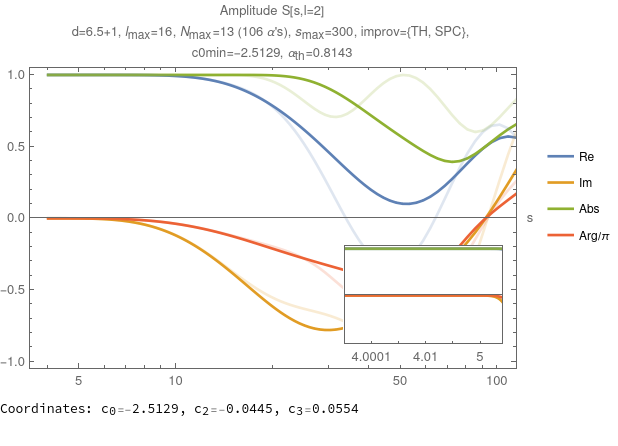 Amplitude S[s,l=2]
d=6.5+1, lmax=16, Nmax=13 (106 α's), smax=300, improv={TH, SPC},
c0min=−2.5129, αth=0.8143
1.0
0.5
0.0
−0.5
−1.0
5
10
50
100
s
4.0001
4.01
5
Re
Im
Abs
Arg/π
Coordinates: c0=−2.5129, c2=−0.0445, c3=0.0554